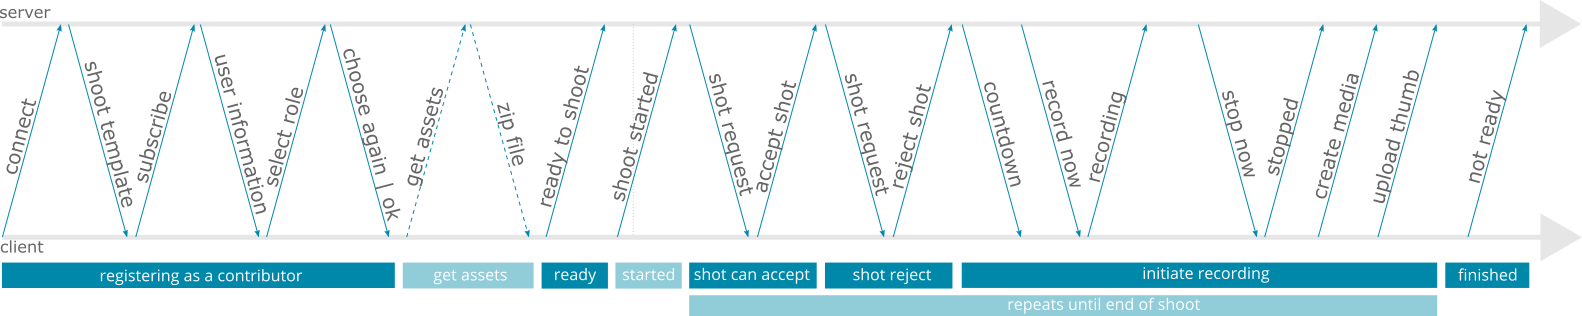 server
connect
shoot template
subscribe
user information
select role
choose again | ok
get assets
zip file
ready to shoot
shoot started
shot request
accept shot
shot request
reject shot
countdown
record now
recording
stop now
stopped
create media
upload thumb
not ready
client
registering as a contributor
get assets
ready
started
shot can accept
shot reject
initiate recording
finished
repeats until end of shoot